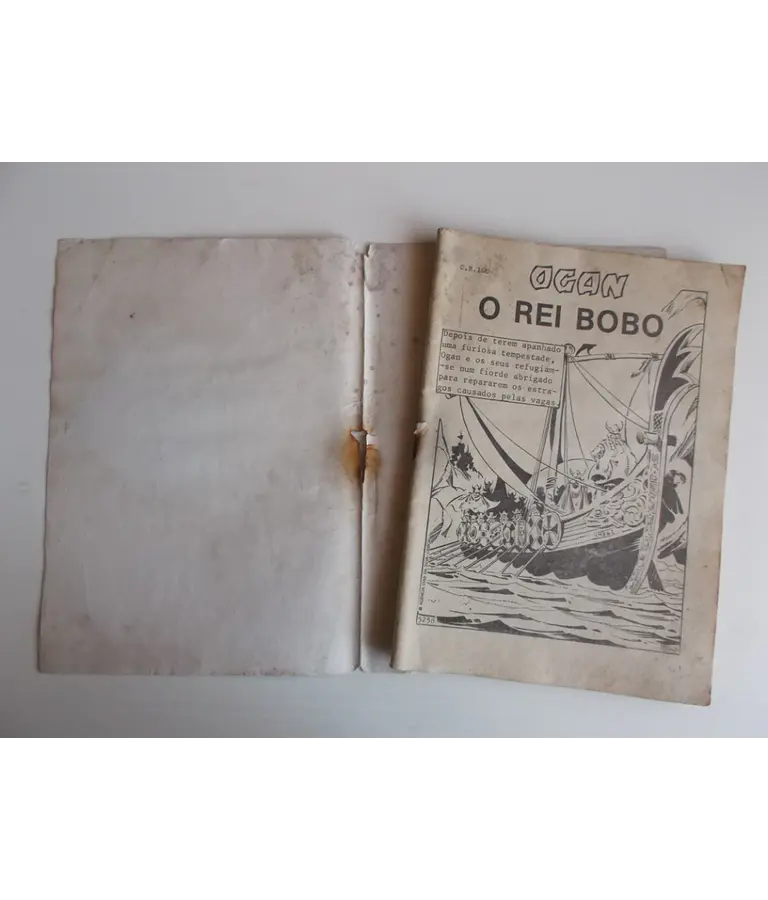 OGAN
O REI BOBO
Depois de terem apanhado
uma furiosa tempestade,
Ogan e os seus refugiam-
-se num fiorde abrigado
para repararem os estra-
gos causados pelas vagas.